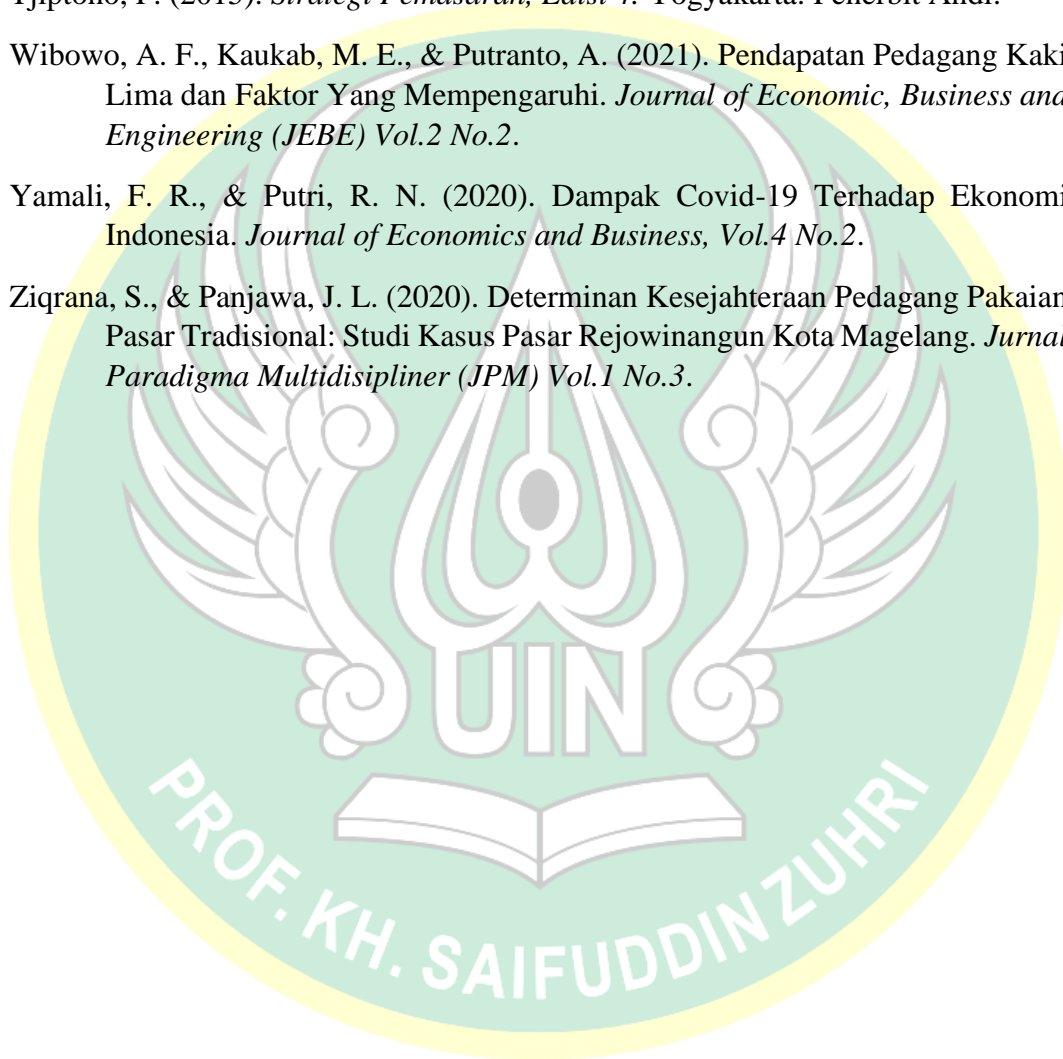 Tjiptono, F. (2015). Strategi Pemasaran, Edisi 4. Yogyakarta: Penerbit Andi.
Wibowo, A. F., Kaukab, M. E., & Putranto, A. (2021). Pendapatan Pedagang Kaki
Lima dan Faktor Yang Mempengaruhi. Journal of Economic, Business and
Engineering (JEBE) Vol.2 No.2.
Yamali, F. R., & Putri, R. N. (2020). Dampak Covid-19 Terhadap Ekonomi
Indonesia. Journal of Economics and Business, Vol.4 No.2.
Ziqrana, S., & Panjawa, J. L. (2020). Determinan Kesejahteraan Pedagang Pakaian
Pasar Tradisional: Studi Kasus Pasar Rejowinangun Kota Magelang. Jurnal
Paradigma Multidisipliner (JPM) Vol.1 No.3.
UIN
PROF. KH. SAIFUDDIN ZUHRI